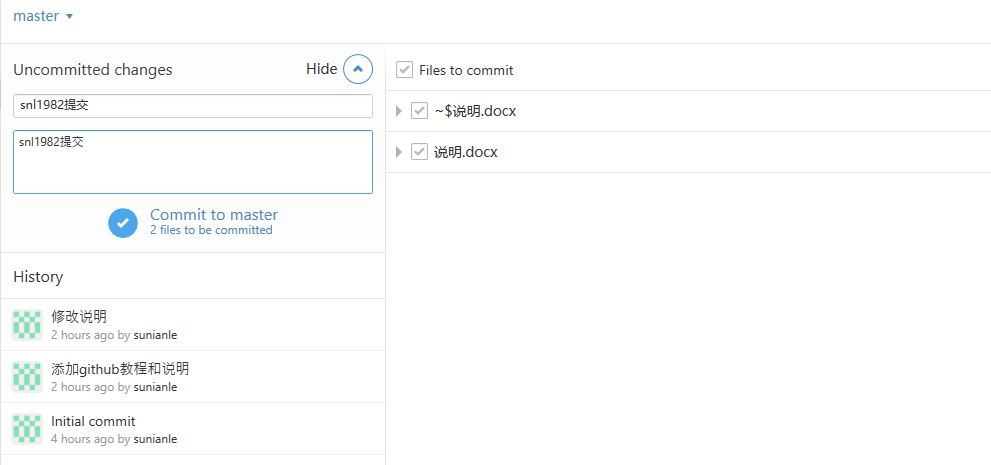 master
Uncommitted changes
Hide
snl1982提交
snl1982提交
Commit to master
2 files to be committed
History
修改说明
2 hours ago by sunianle
添加github教程和说明
2 hours ago by sunianle
Initial commit
4 hours ago by sunianle
Files to commit
~$说明.docx
说明.docx